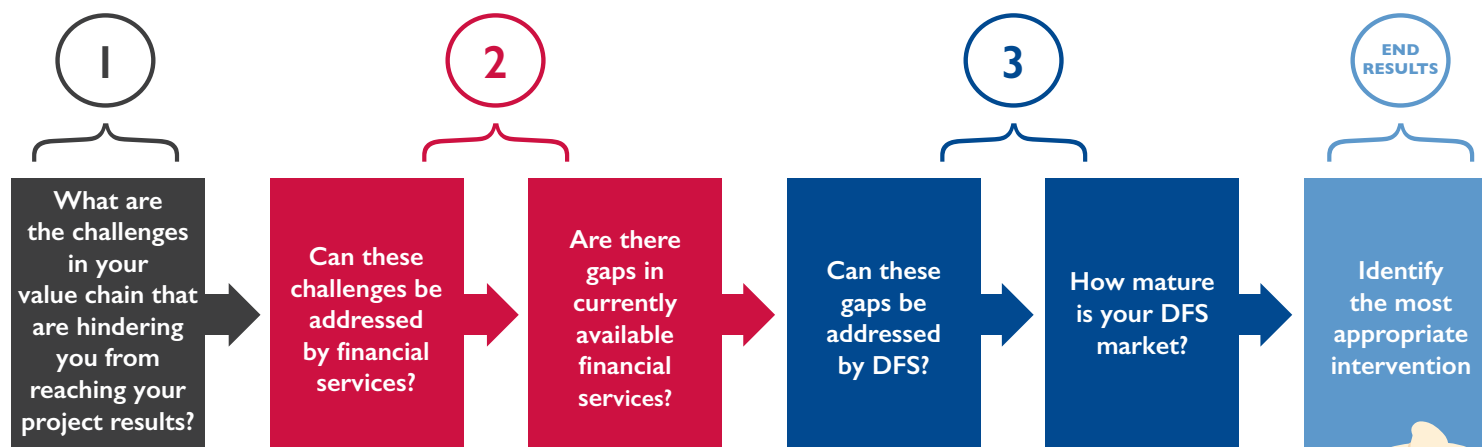 1
2
3
END
RESULTS
What are
the challenges
in your
value chain that
are hindering
you from
reaching your
project results?
Can these
challenges be
addressed
by financial
services?
Are there
gaps in
currently
available
financial
services?
Can these
gaps be
addressed
by DFS?
How mature
is your DFS
market?
Identify
the most
appropriate
intervention